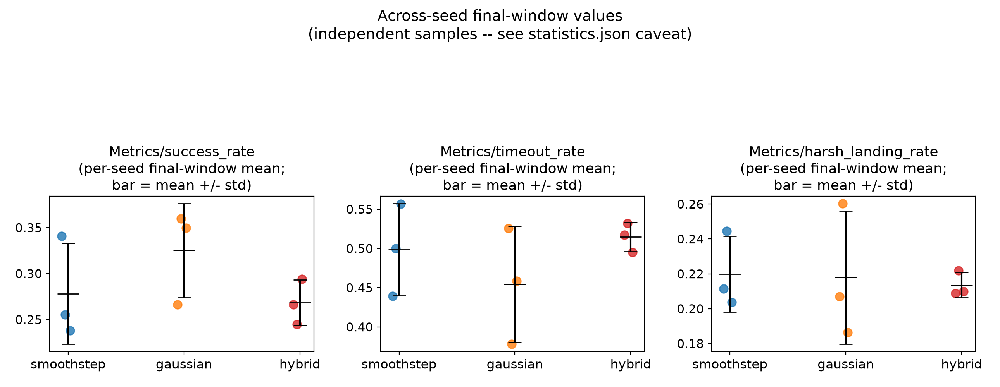 Across-seed final-window values
(independent samples -- see statistics.json caveat)
Metrics/success_rate
(per-seed final-window mean;
bar = mean +/- std)
0.35
0.30
0.25
smoothstep
gaussian
hybrid
Metrics/timeout_rate
(per-seed final-window mean;
bar = mean +/- std)
0.55
0.50
0.45
0.40
smoothstep
gaussian
hybrid
Metrics/harsh_landing_rate
(per-seed final-window mean;
bar = mean +/- std)
0.26
0.24
0.22
0.20
0.18
smoothstep
gaussian
hybrid